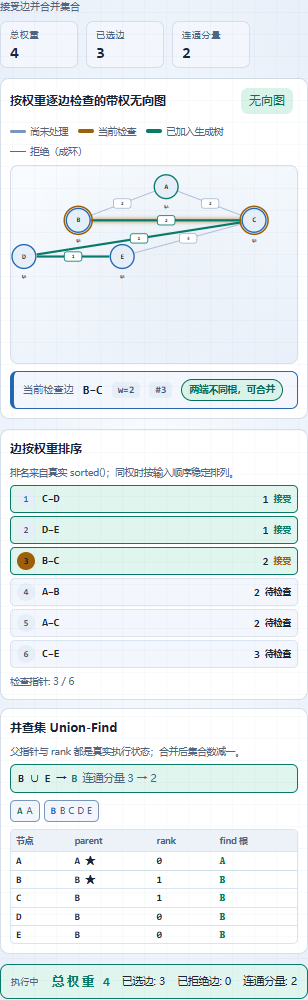 接受边并合并集合
总权重
4
已选边
3
连通分量
2
按权重逐边检查的带权无向图
无向图
尚未处理 当前检查 已加入生成树
拒绝（成环）
A
2 2
B 2 C
1 3
D 1 E
当前检查边 B–C w=2 #3 两端不同根，可合并
边按权重排序
排名来自真实 sorted()；同权时按输入顺序稳定排列。
1 C–D 1 接受
2 D–E 1 接受
3 B–C 2 接受
4 A–B 2 待检查
5 A–C 2 待检查
6 C–E 3 待检查
检查指针: 3 / 6
并查集 Union-Find
父指针与 rank 都是真实执行状态；合并后集合数减一。
B ∪ E → B 连通分量 3 → 2
A A B B C D E
节点 parent rank find 根
A A ★ 0 A
B B ★ 1 B
C B 1 B
D B 0 B
E B 0 B
执行中 总权重 4 已选边: 3 已拒绝边: 0 连通分量: 2